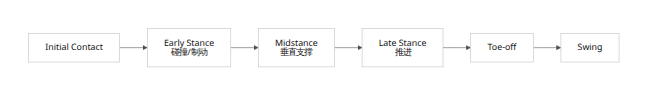 Initial Contact
Early Stance
碰撞/制动
Midstance
垂直支撑
Late Stance
推进
Toe-off
Swing